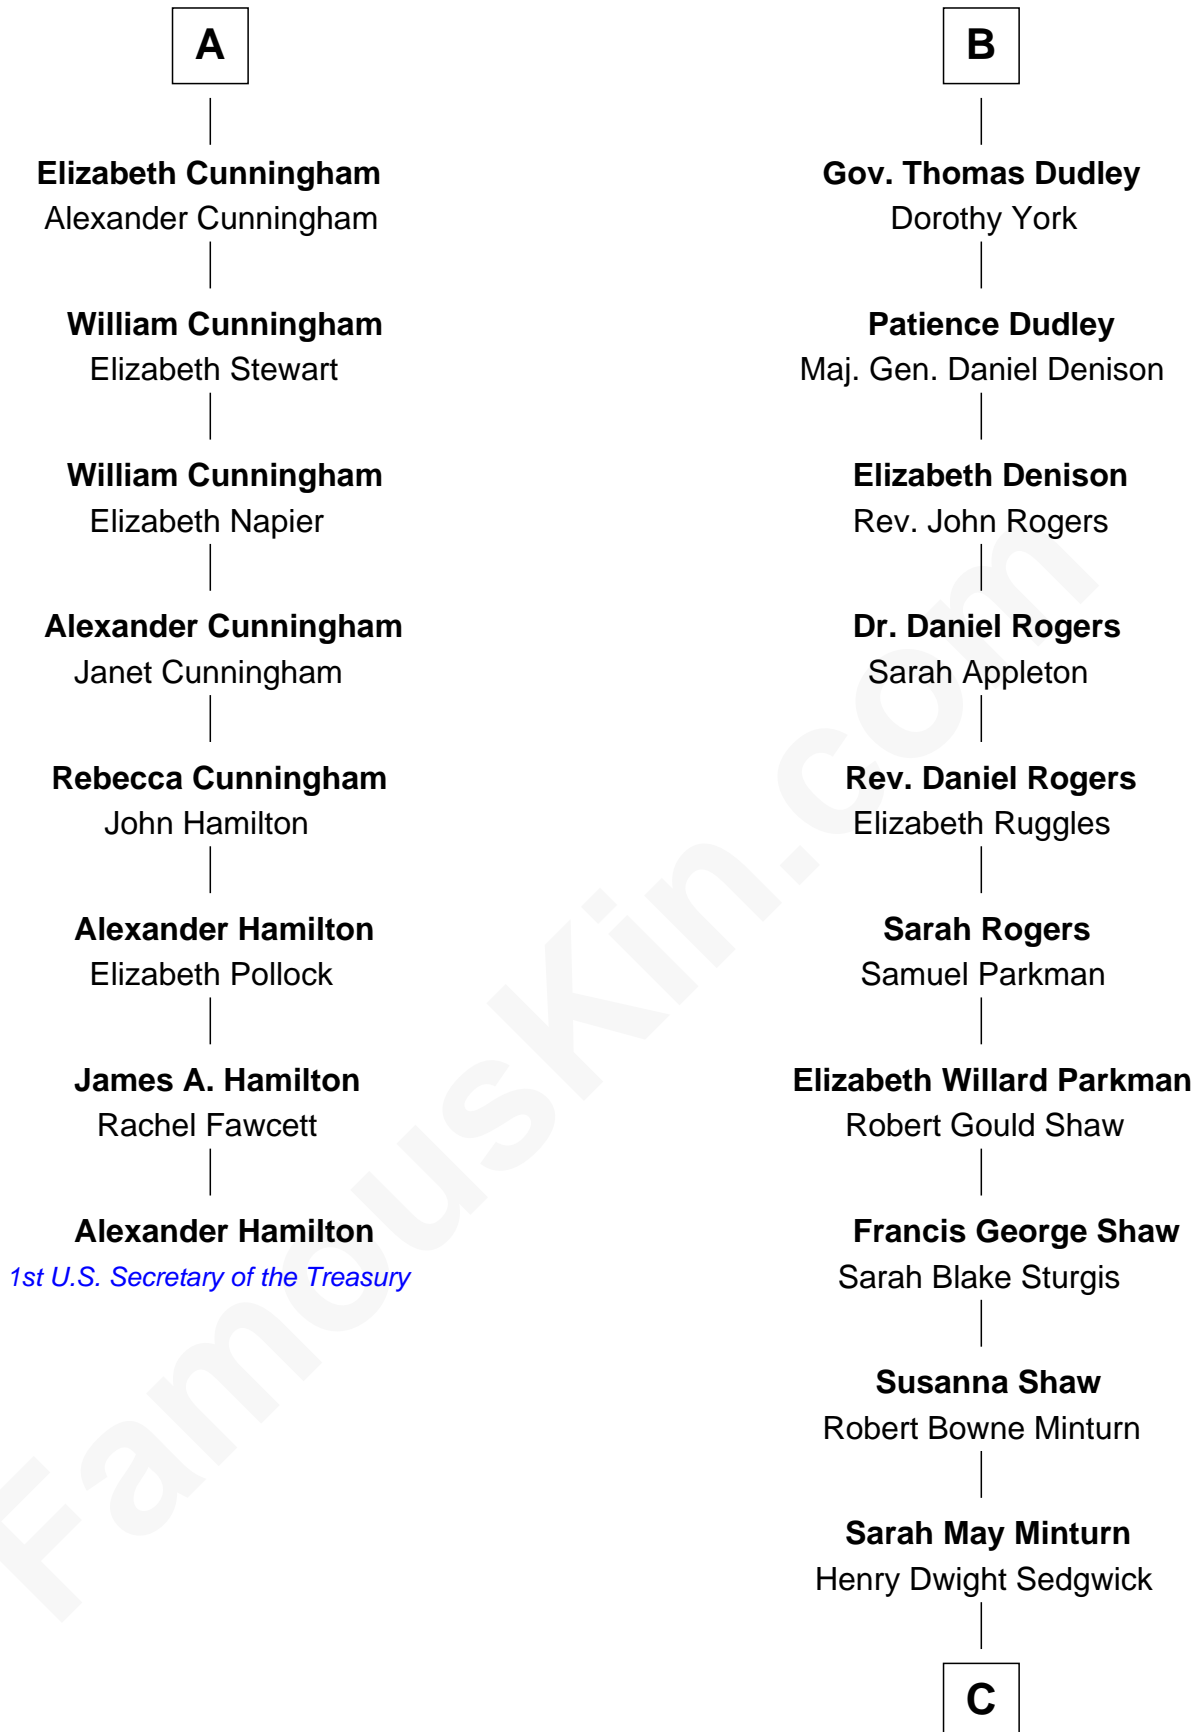 A
Elizabeth Cunningham
Alexander Cunningham
William Cunningham
Elizabeth Stewart
William Cunningham
Elizabeth Napier
Alexander Cunningham
Janet Cunningham
Rebecca Cunningham
John Hamilton
Alexander Hamilton
Elizabeth Pollock
James A. Hamilton
Rachel Fawcett
Alexander Hamilton
1st U.S. Secretary of the Treasury
B
Gov. Thomas Dudley
Dorothy York
Patience Dudley
Maj. Gen. Daniel Denison
Elizabeth Denison
Rev. John Rogers
Dr. Daniel Rogers
Sarah Appleton
Rev. Daniel Rogers
Elizabeth Ruggles
Sarah Rogers
Samuel Parkman
Elizabeth Willard Parkman
Robert Gould Shaw
Francis George Shaw
Sarah Blake Sturgis
Susanna Shaw
Robert Bowne Minturn
Sarah May Minturn
Henry Dwight Sedgwick
C
FamousKin.com